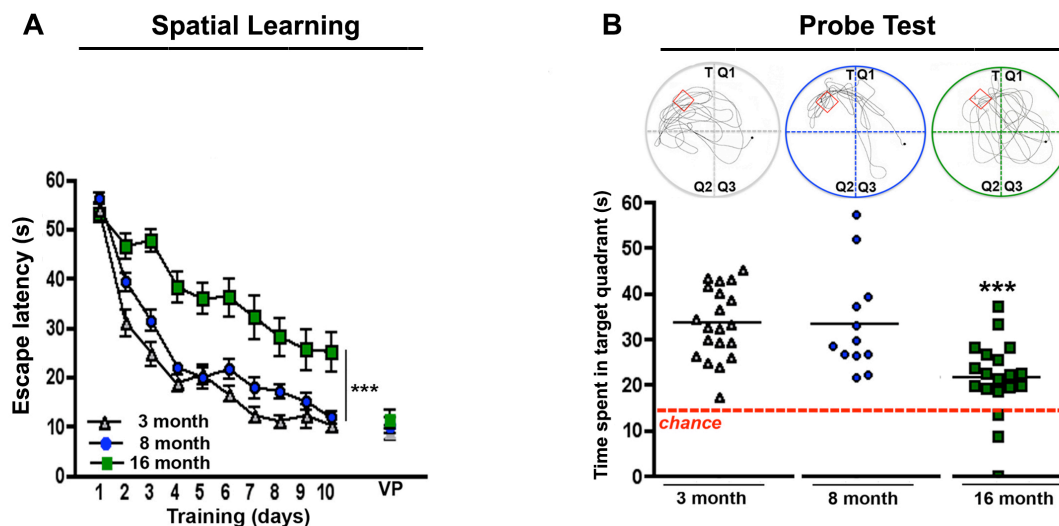 A Spatial Learning
Escape latency (s)
60
50
40
30
20
10
0
***
3 month
8 month
16 month
1 2 3 4 5 6 7 8 9 10 VP
Training (days)
B Probe Test
T Q1
Q2 Q3
T Q1
Q2 Q3
T Q1
Q2 Q3
Time spent in target quadrant (s)
60
50
40
30
20
10
0
***
chance
3 month 8 month 16 month